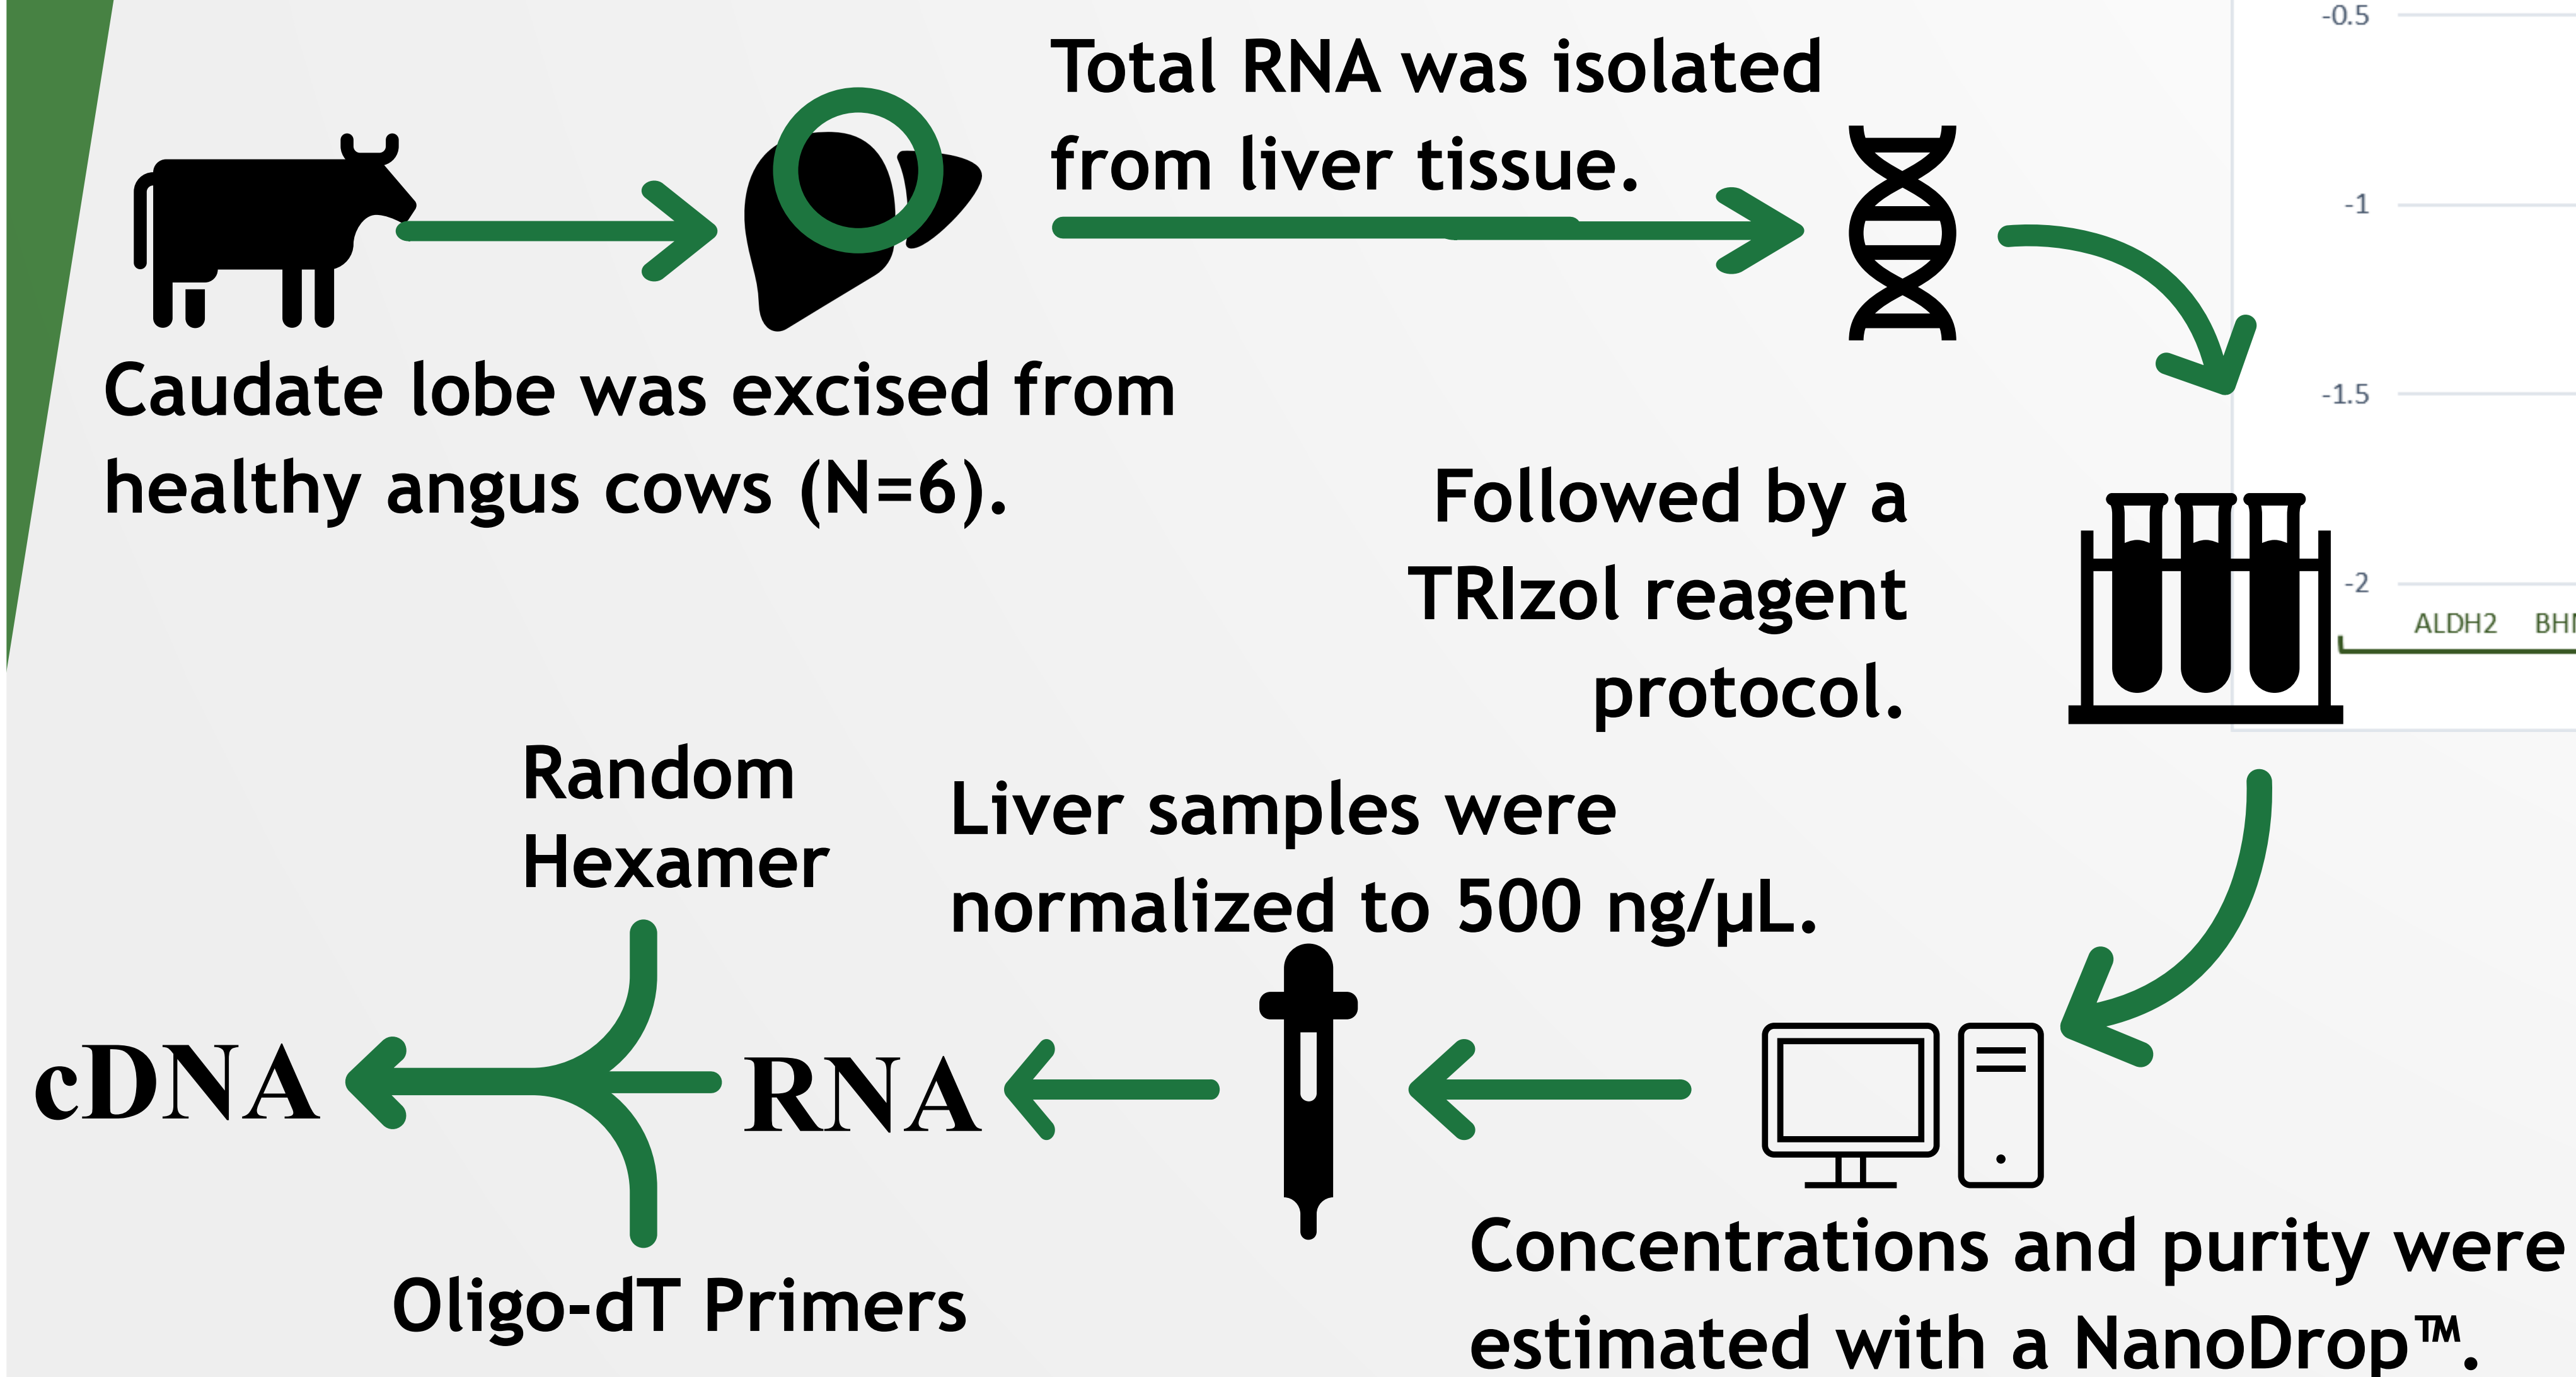 Total RNA was isolated
from liver tissue.
Caudate lobe was excised from
healthy angus cows (N=6).
Followed by a
TRIzol reagent
protocol.
Random
Hexamer
Liver samples were
normalized to 500 ng/µL.
cDNA
RNA
Oligo-dT Primers
Concentrations and purity were
estimated with a NanoDrop™.
-0.5
-1
-1.5
-2
ALDH2